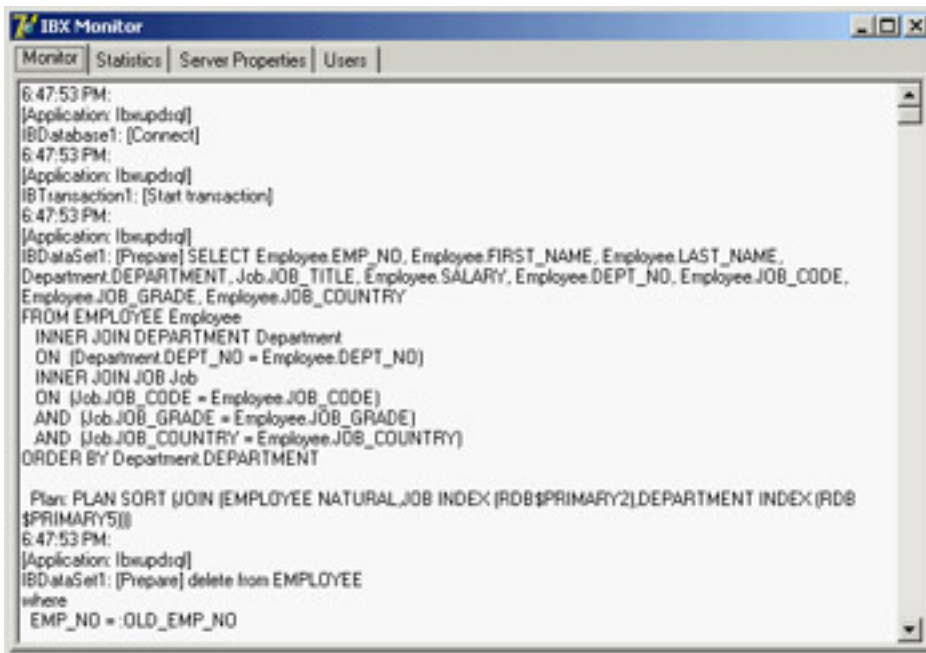 IBX Monitor
Monitor Statistics Server Properties Users
6:47:53 PM:
[Application: Ibxupdsql]
IBDatabase1: [Connect]
6:47:53 PM:
[Application: Ibxupdsql]
IBTransaction1: [Start transaction]
6:47:53 PM:
[Application: Ibxupdsql]
IBDataSet1: [Prepare] SELECT Employee.EMP_NO, Employee.FIRST_NAME, Employee.LAST_NAME,
Department.DEPARTMENT, Job.JOB_TITLE, Employee.SALARY, Employee.DEPT_NO, Employee.JOB_CODE,
Employee.JOB_GRADE, Employee.JOB_COUNTRY
FROM EMPLOYEE Employee
INNER JOIN DEPARTMENT Department
ON (Department.DEPT_NO = Employee.DEPT_NO)
INNER JOIN JOB Job
ON (Job.JOB_CODE = Employee.JOB_CODE)
AND (Job.JOB_GRADE = Employee.JOB_GRADE)
AND (Job.JOB_COUNTRY = Employee.JOB_COUNTRY)
ORDER BY Department.DEPARTMENT
Plan: PLAN SORT (JOIN (EMPLOYEE NATURAL,JOB INDEX (RDB$PRIMARY2),DEPARTMENT INDEX (RDB
$PRIMARY5)))
6:47:53 PM:
[Application: Ibxupdsql]
IBDataSet1: [Prepare] delete from EMPLOYEE
where
EMP_NO = :OLD_EMP_NO